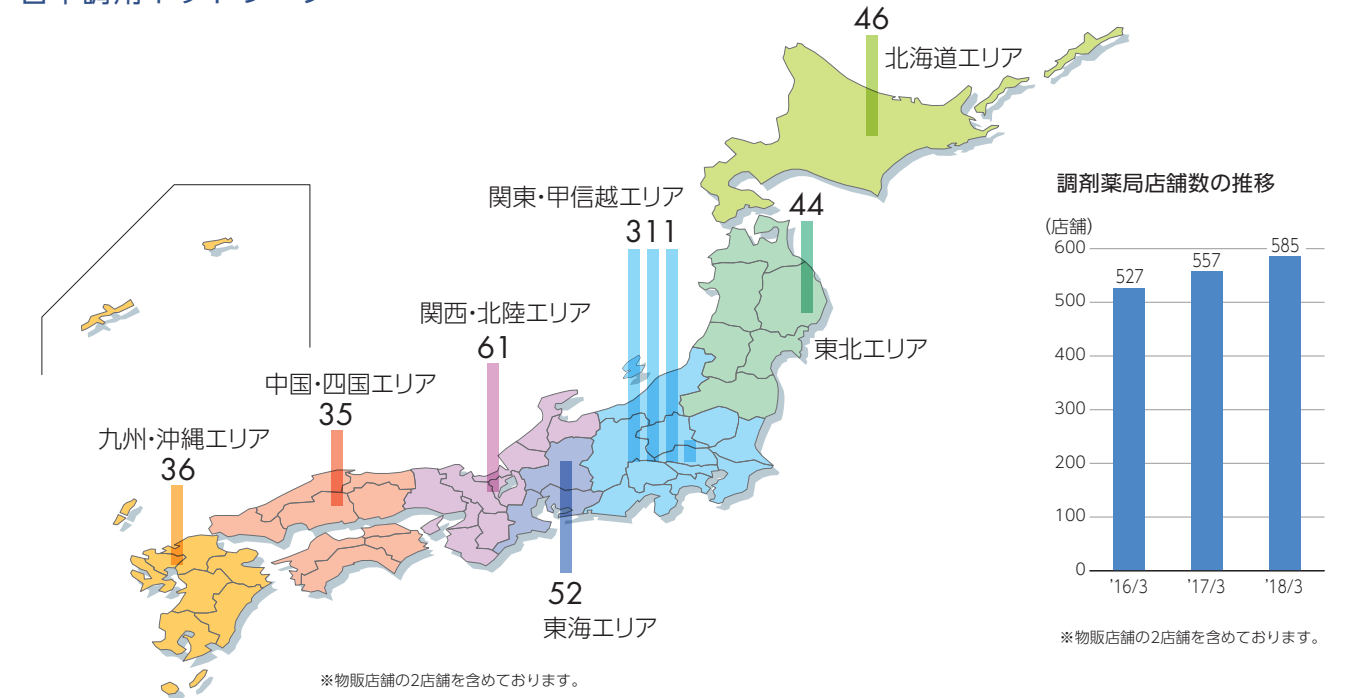 46
北海道エリア
関東・甲信越エリア
311
44
東北エリア
関西・北陸エリア
61
中国・四国エリア
35
九州・沖縄エリア
36
52
東海エリア
※物販店舗の2店舗を含めております。
調剤薬局店舗数の推移
(店舗)
600
500
400
300
200
100
0
527
557
585
'16/3
'17/3
'18/3
※物販店舗の2店舗を含めております。